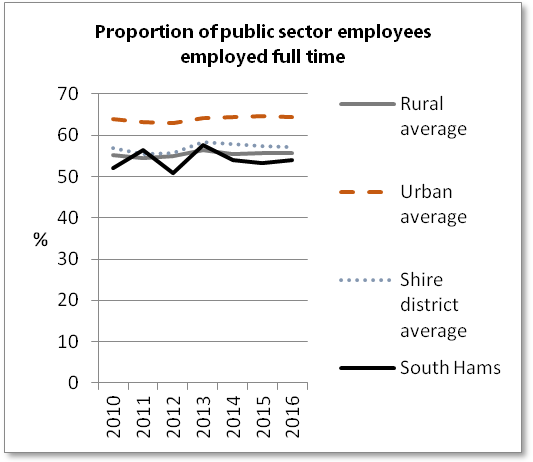 Proportion of public sector employees
employed full time
70
60
50
40
30
20
10
0
%
2010
2011
2012
2013
2014
2015
2016
Rural
average
Urban
average
Shire
district
average
South Hams